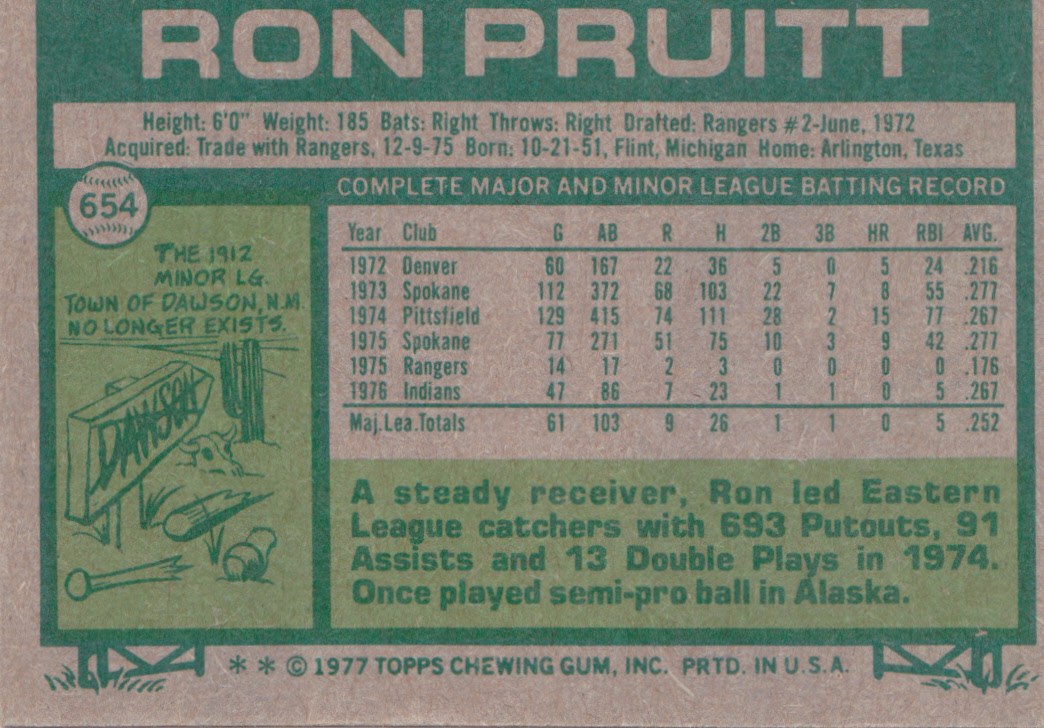 RON PRUITT
Height: 6'0" Weight: 185 Bats: Right Throws: Right Drafted: Rangers #2-June, 1972
Acquired: Trade with Rangers, 12-9-75 Born: 10-21-51, Flint, Michigan Home: Arlington, Texas
654
THE 1912
MINOR LG.
TOWN OF DAWSON, N.M.
NO LONGER EXISTS.
DAWSON
COMPLETE MAJOR AND MINOR LEAGUE BATTING RECORD
Year Club G AB R H 2B 3B HR RBI AVG.
1972 Denver 60 167 22 36 5 0 5 24 .216
1973 Spokane 112 372 68 103 22 7 8 55 .277
1974 Pittsfield 129 415 74 111 28 2 15 77 .267
1975 Spokane 77 271 51 75 10 3 9 42 .277
1975 Rangers 14 17 2 3 0 0 0 0 .176
1976 Indians 47 86 7 23 1 1 0 5 .267
Maj.Lea.Totals 61 103 9 26 1 1 0 5 .252
A steady receiver, Ron led Eastern
League catchers with 693 Putouts, 91
Assists and 13 Double Plays in 1974.
Once played semi-pro ball in Alaska.
* * © 1977 TOPPS CHEWING GUM, INC. PRTD. IN U.S.A.